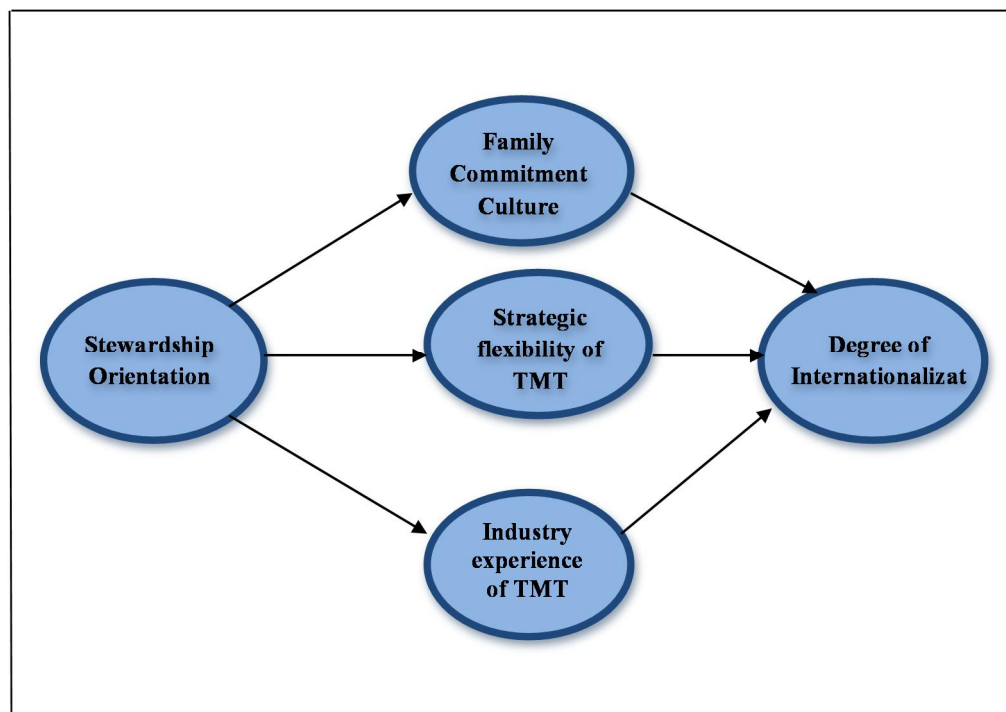 Family
Commitment
Culture
Stewardship
Orientation
Strategic
flexibility of
TMT
Degree of
Internationalizat
Industry
experience
of TMT